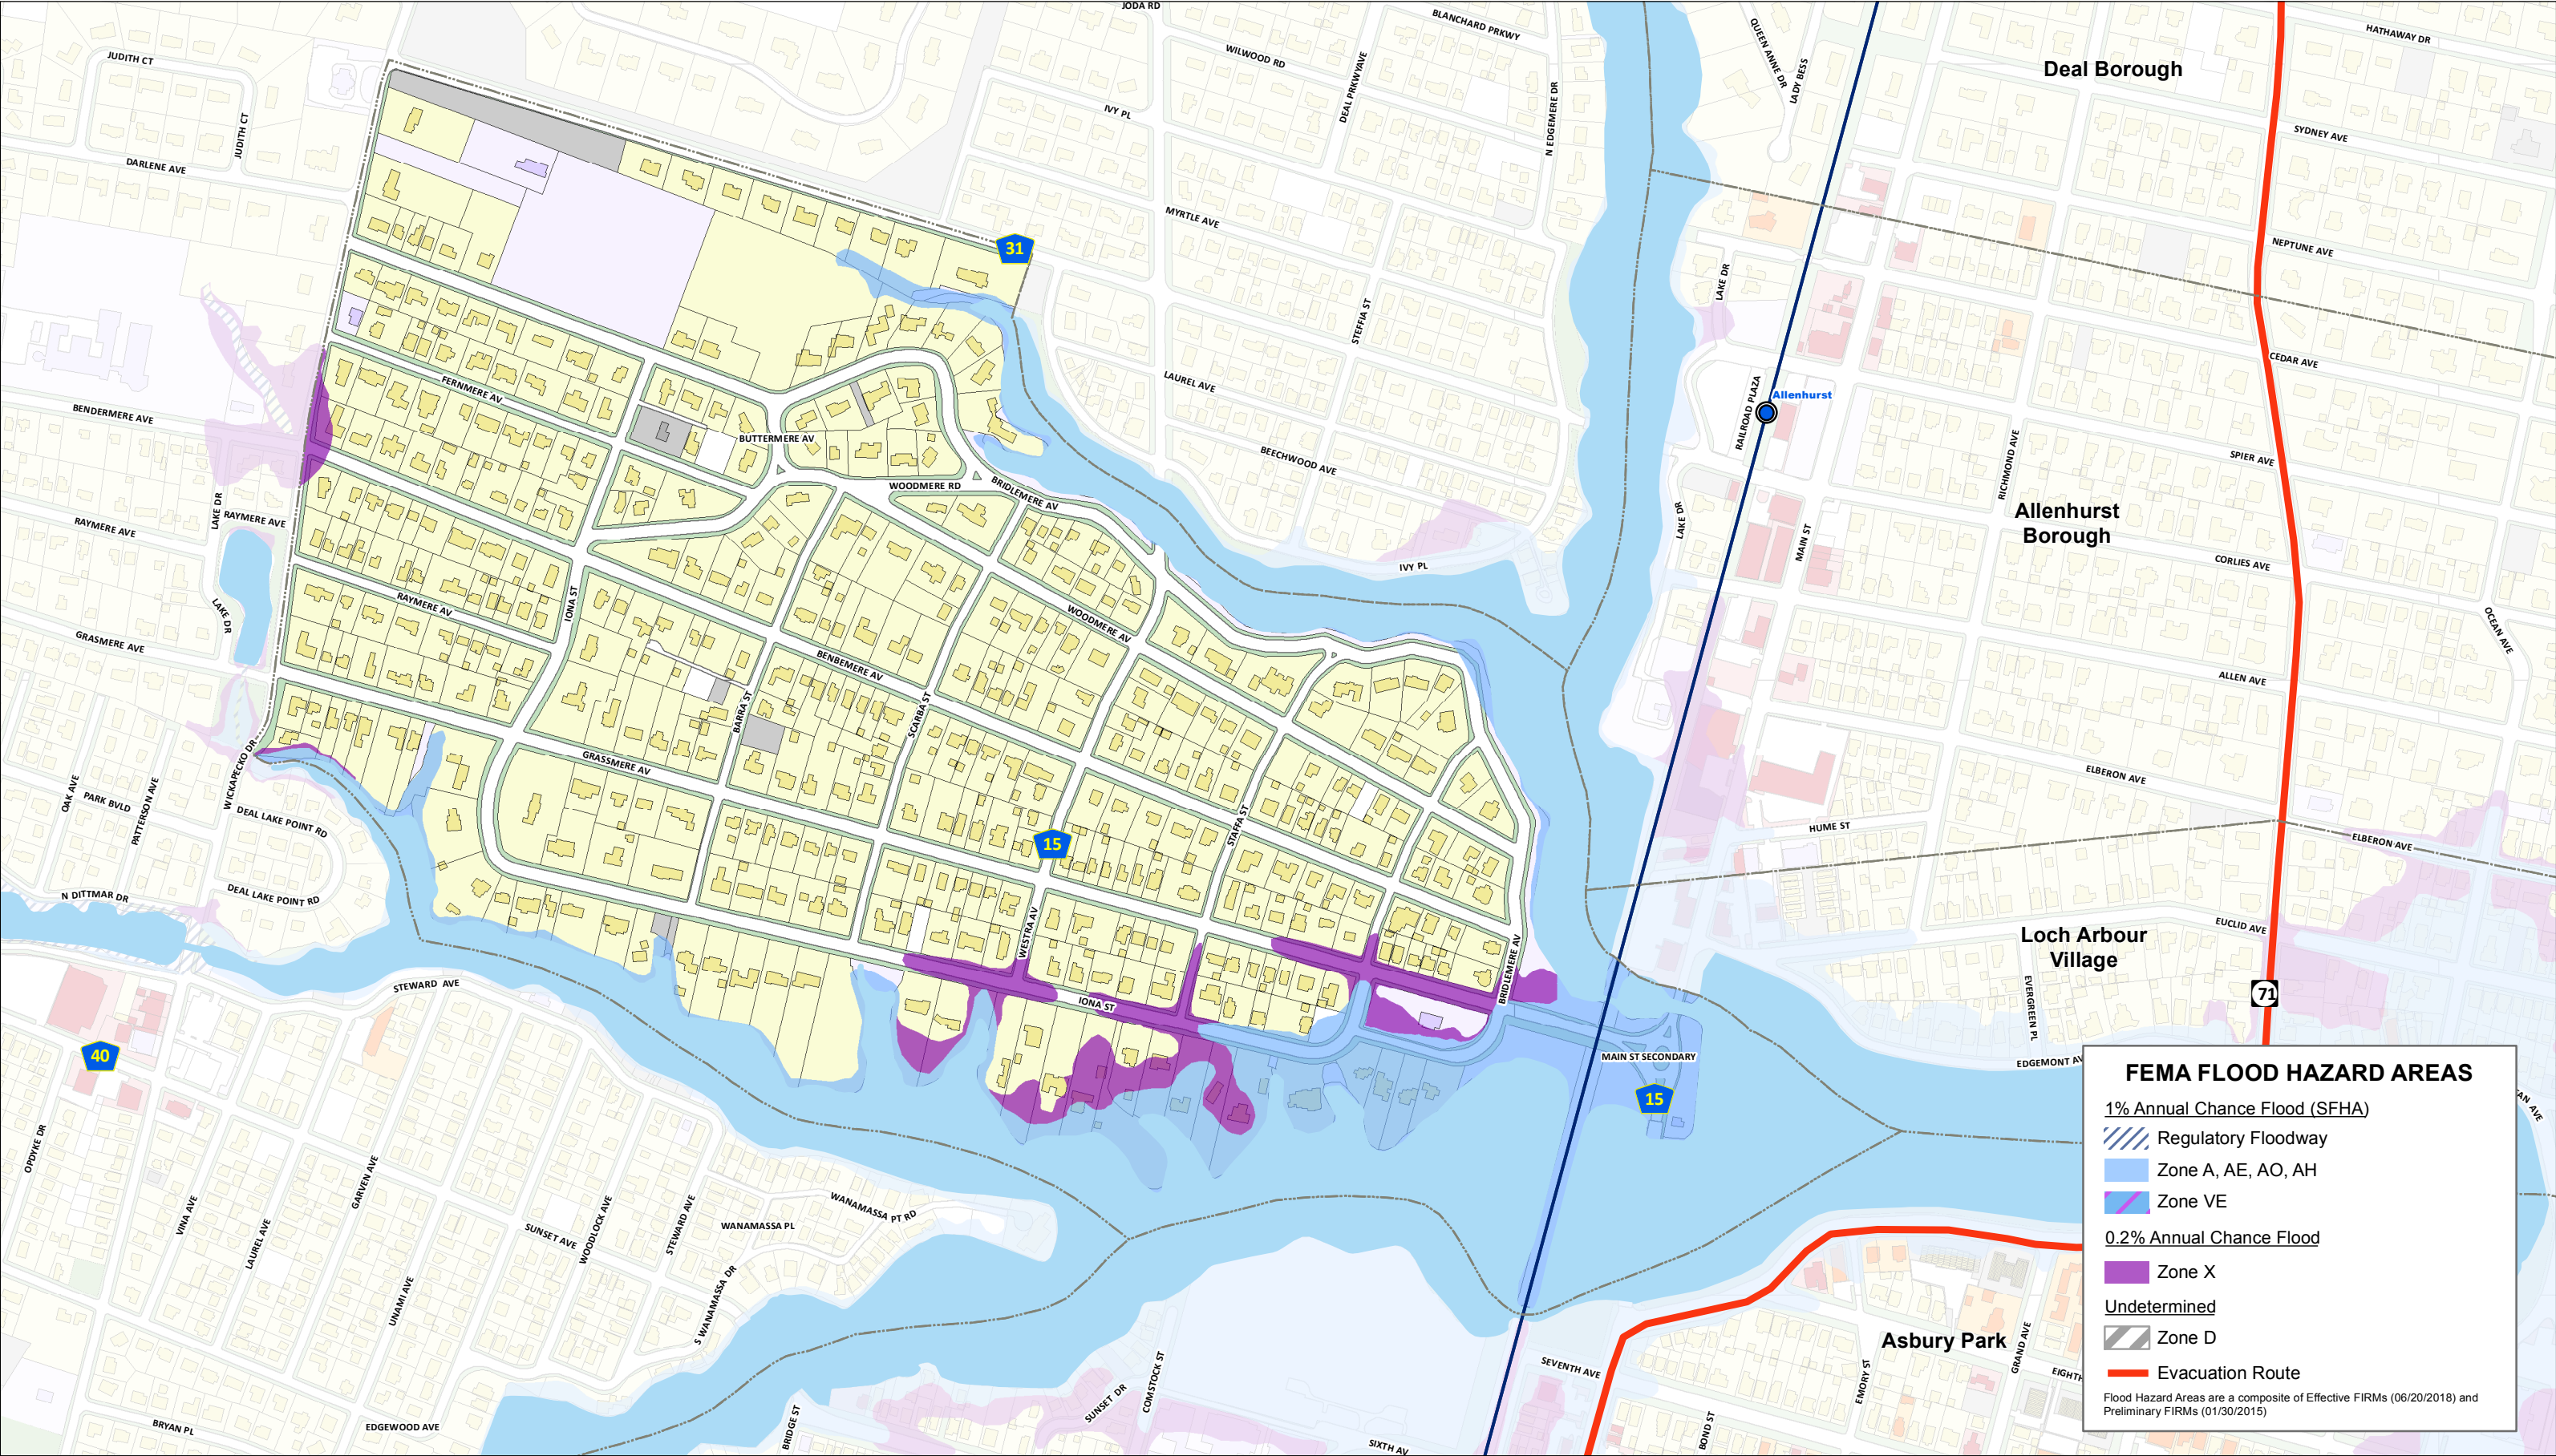 JODA RD
BLANCHARD PRKWY
QUEEN ANNE DR
LADY BESS
Deal Borough
HATHAWAY DR
JUDITH CT
WILWOOD RD
DEAL PRKWYAVE
N EDGEMERE DR
IVY PL
JUDITH CT
SYDNEY AVE
DARLENE AVE
MYRTLE AVE
31
NEPTUNE AVE
LAKE DR
STEFFIA ST
CEDAR AVE
LAUREL AVE
FERNMERE AV
RAILROAD PLAZA
Allenhurst
BENDERMERE AVE
BUTTERMERE AV
BEECHWOOD AVE
RICHMOND AVE
SPIER AVE
WOODMERE RD
BRIDLEMERE AV
LAKE DR
RAYMERE AVE
RAYMERE AVE
LAKE DR
Allenhurst
Borough
MAIN ST
CORLIES AVE
IVY PL
LAKE DR
RAYMERE AV
IONA ST
WOODMERE AV
OCEAN AVE
GRASMERE AVE
BENBEMERE AV
ALLEN AVE
BARRA ST
SCARBA ST
GRASSMERE AV
ELBERON AVE
WICKAPECKO DR
OAK AVE
PARK BVLD
PATTERSON AVE
DEAL LAKE POINT RD
HUME ST
STAFFA ST
15
ELBERON AVE
N DITTMAR DR
DEAL LAKE POINT RD
WESTRA AV
BRIDLEMERE AV
EUCLID AVE
Loch Arbour
Village
STEWARD AVE
IONA ST
EVERGREEN PL
71
40
MAIN ST SECONDARY
EDGEMONT AV
15
OPDYKE DR
VINA AVE
LAUREL AVE
GARVEN AVE
UNAMI AVE
SUNSET AVE
WOODLOCK AVE
STEWARD AVE
WANAMASSA PL
WANAMASSA PT RD
S WANAMASSA DR
BRYAN PL
EDGEWOOD AVE
BRIDGE ST
SUNSET DR
COMSTOCK ST
SIXTH AV
SEVENTH AVE
BOND ST
EMORY ST
GRAND AVE
EIGHTH
Asbury Park
FEMA FLOOD HAZARD AREAS
1% Annual Chance Flood (SFHA)
Regulatory Floodway
Zone A, AE, AO, AH
Zone VE
0.2% Annual Chance Flood
Zone X
Undetermined
Zone D
Evacuation Route
Flood Hazard Areas are a composite of Effective FIRMs (06/20/2018) and
Preliminary FIRMs (01/30/2015)